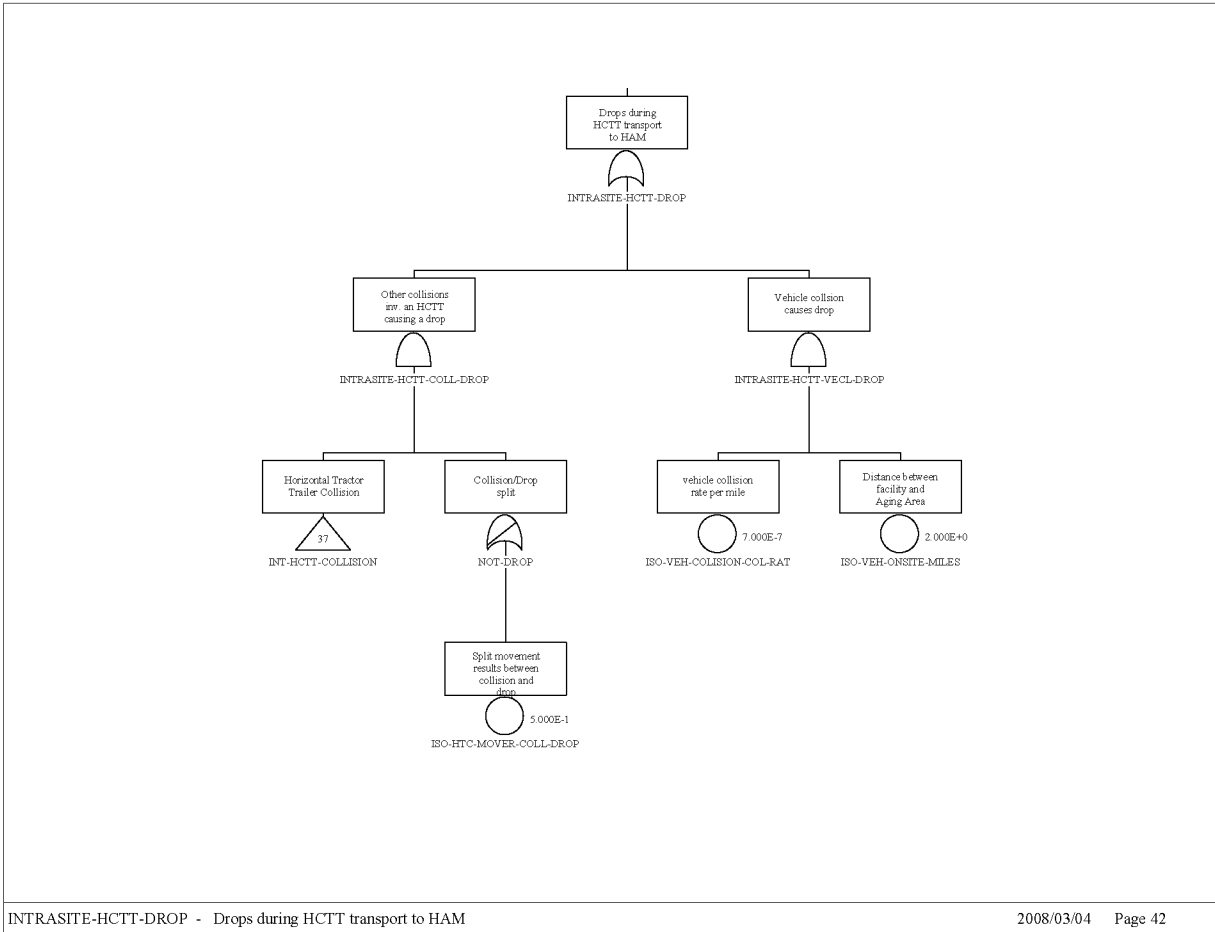 Drops during
HCTT transport
to HAM
INTRASITE-HCTT-DROP
Other collisions
inv. an HCTT
causing a drop
INTRASITE-HCTT-COLL-DROP
Vehicle collsion
causes drop
INTRASITE-HCTT-VECL-DROP
Horizontal Tractor
Trailer Collision
37
INT-HCTT-COLLISION
Collision/Drop
split
NOT-DROP
vehicle collision
rate per mile
7.000E-7
ISO-VEH-COLISION-COL-RAT
Distance between
facility and
Aging Area
2.000E+0
ISO-VEH-ONSITE-MILES
Split movement
results between
collision and
drop
5.000E-1
ISO-HTC-MOVER-COLL-DROP
INTRASITE-HCTT-DROP - Drops during HCTT transport to HAM
2008/03/04 Page 42